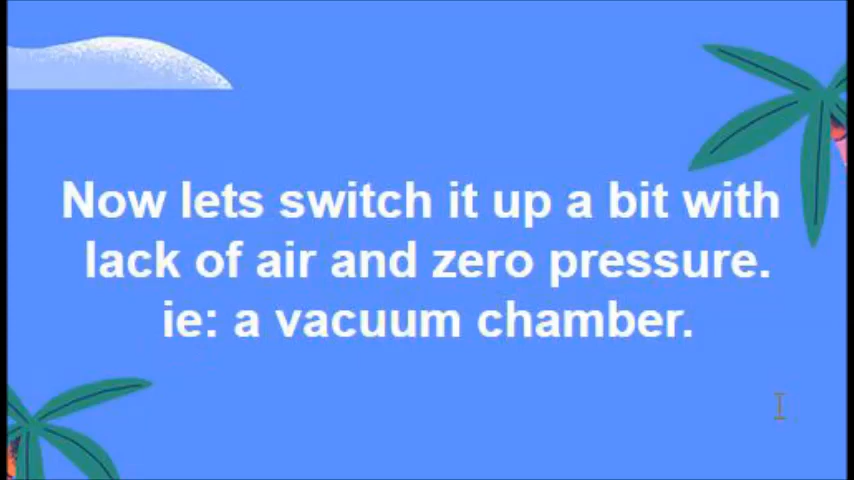 Now lets switch it up a bit with
lack of air and zero pressure.
ie: a vacuum chamber.